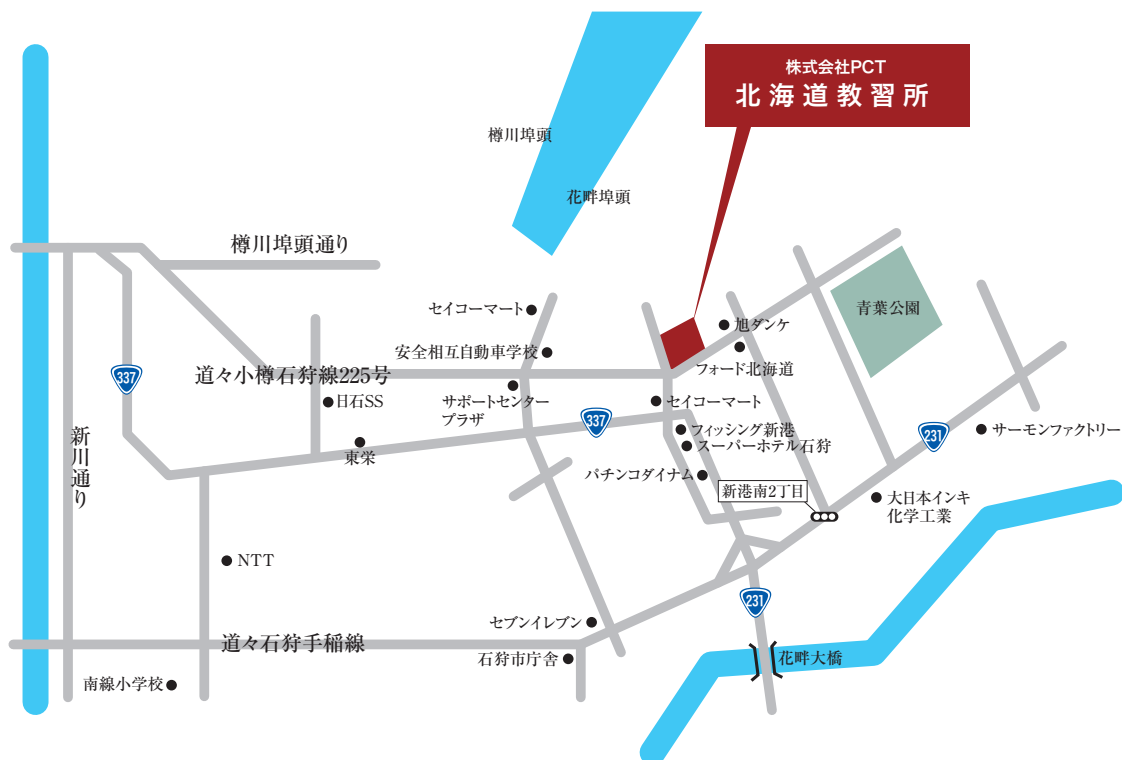 株式会社PCT
北海道教習所
樽川埠頭
花畔埠頭
樽川埠頭通り
セイコーマート
青葉公園
旭ダンケ
安全相互自動車学校
フォード北海道
道々小樽石狩線225号
337
日石SS
サポートセンター
プラザ
セイコーマート
337
フィッシング新港
サーモンファクトリー
231
新川通り
スーパーホテル石狩
東栄
パチンコダイナム
新港南2丁目
大日本インキ
化学工業
NTT
231
セブンイレブン
道々石狩手稲線
石狩市庁舎
花畔大橋
南線小学校